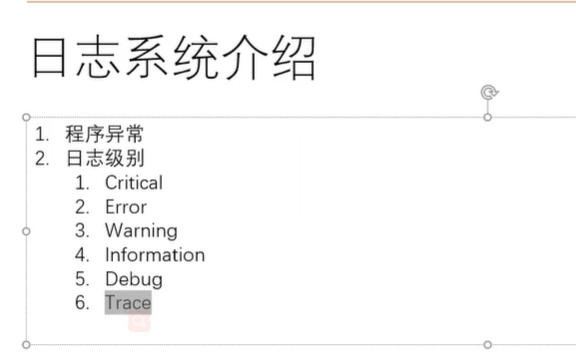 日志系统介绍
1. 程序异常
2. 日志级别
1. Critical
2. Error
3. Warning
4. Information
5. Debug
6. Trace